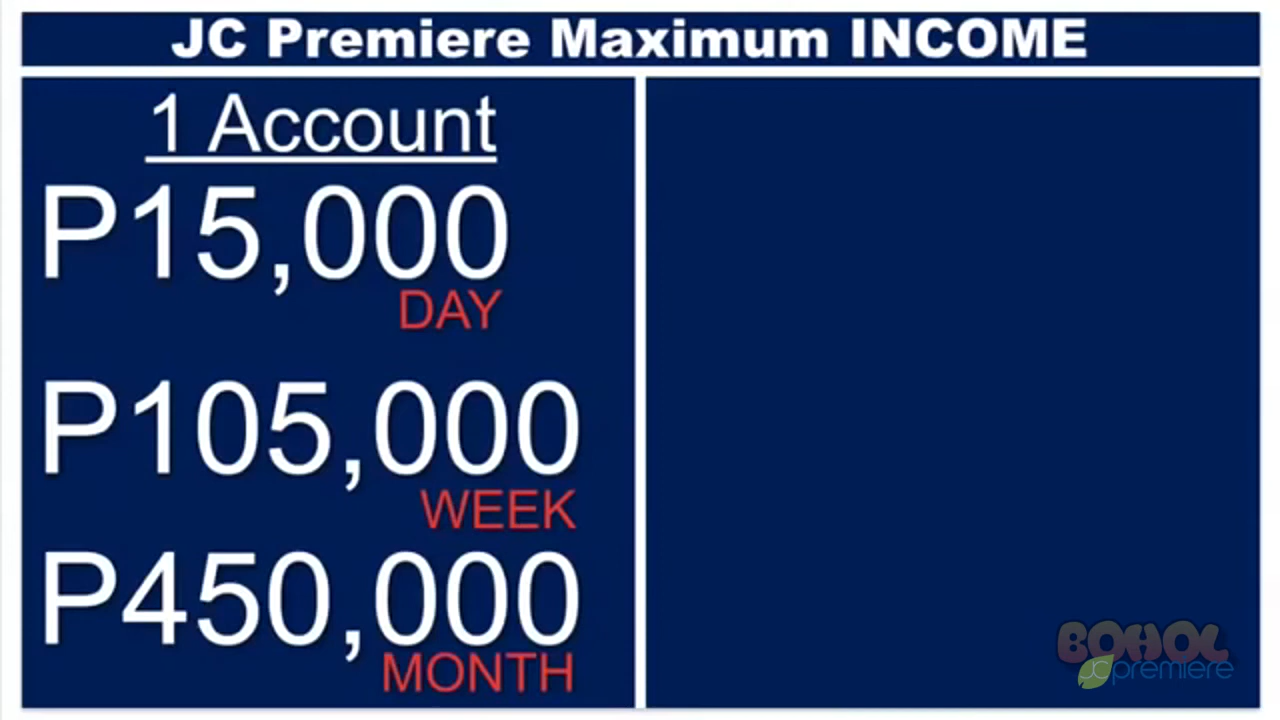 JC Premiere Maximum INCOME
1 Account
P15,000
DAY
P105,000
WEEK
P450,000
MONTH
BOHOL
JC premiere